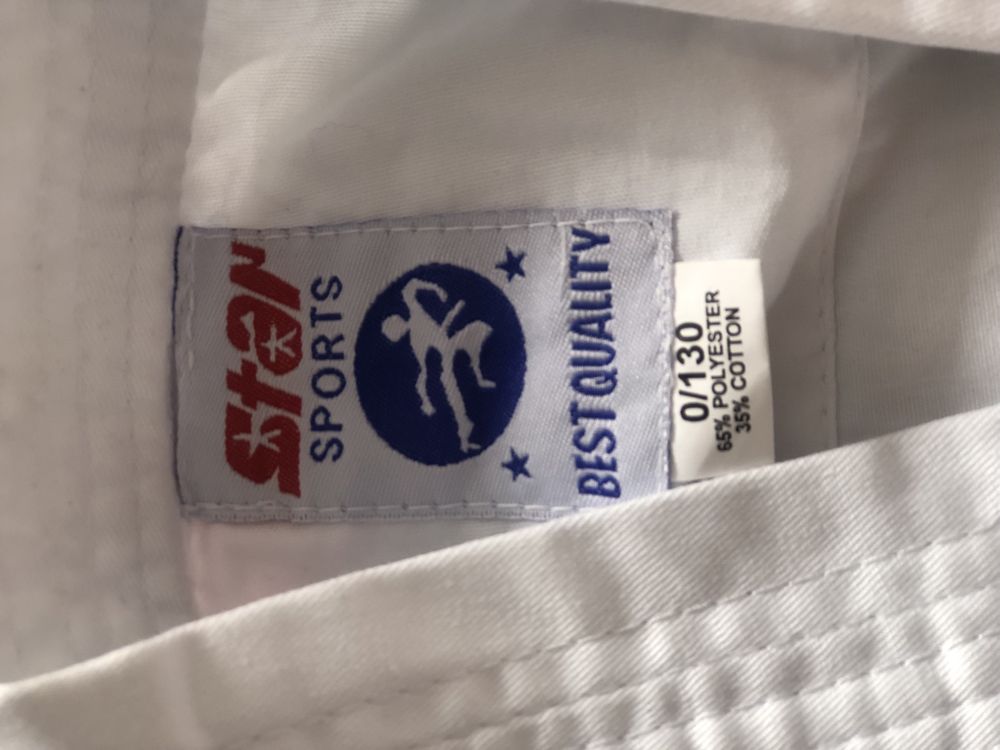 Star
SPORTS
BEST QUALITY
0/130
65% POLYESTER
35% COTTON